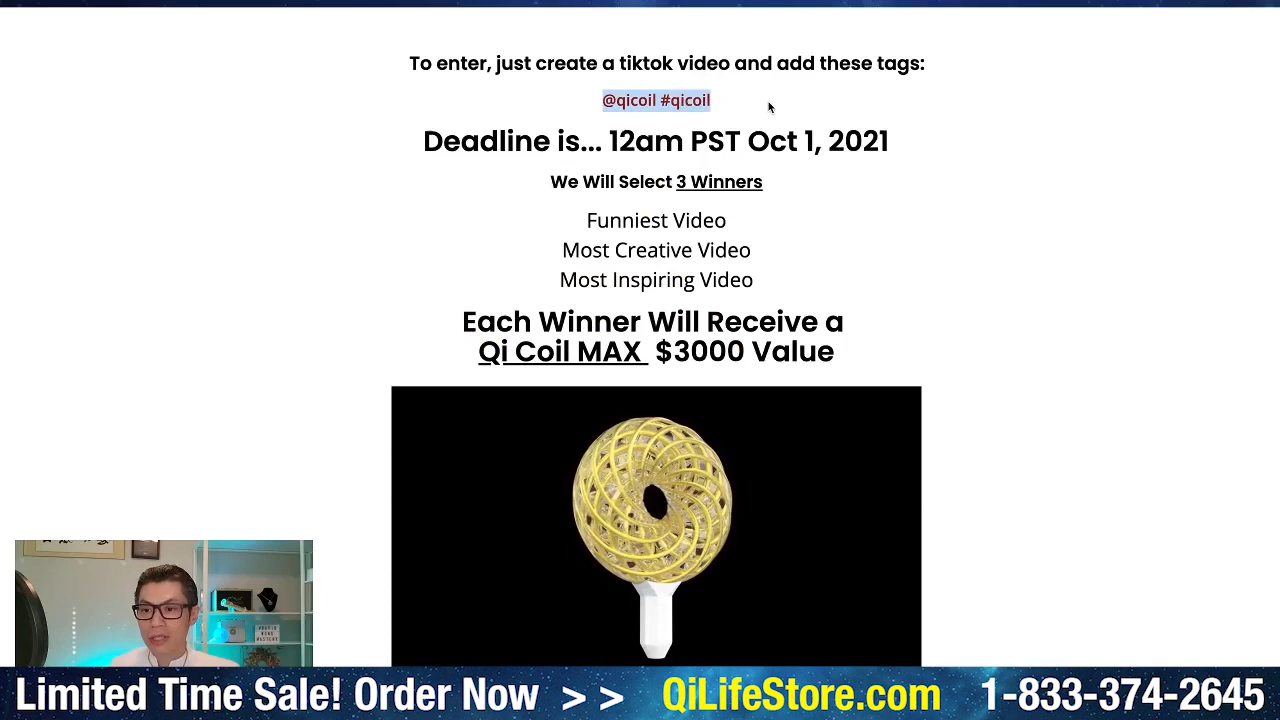 To enter, just create a tiktok video and add these tags:
@qicoil #qicoil
Deadline is... 12am PST Oct 1, 2021
We Will Select 3 Winners
Funniest Video
Most Creative Video
Most Inspiring Video
Each Winner Will Receive a
Qi Coil MAX $3000 Value
Limited Time Sale! Order Now > > QiLifeStore.com 1-833-374-2645